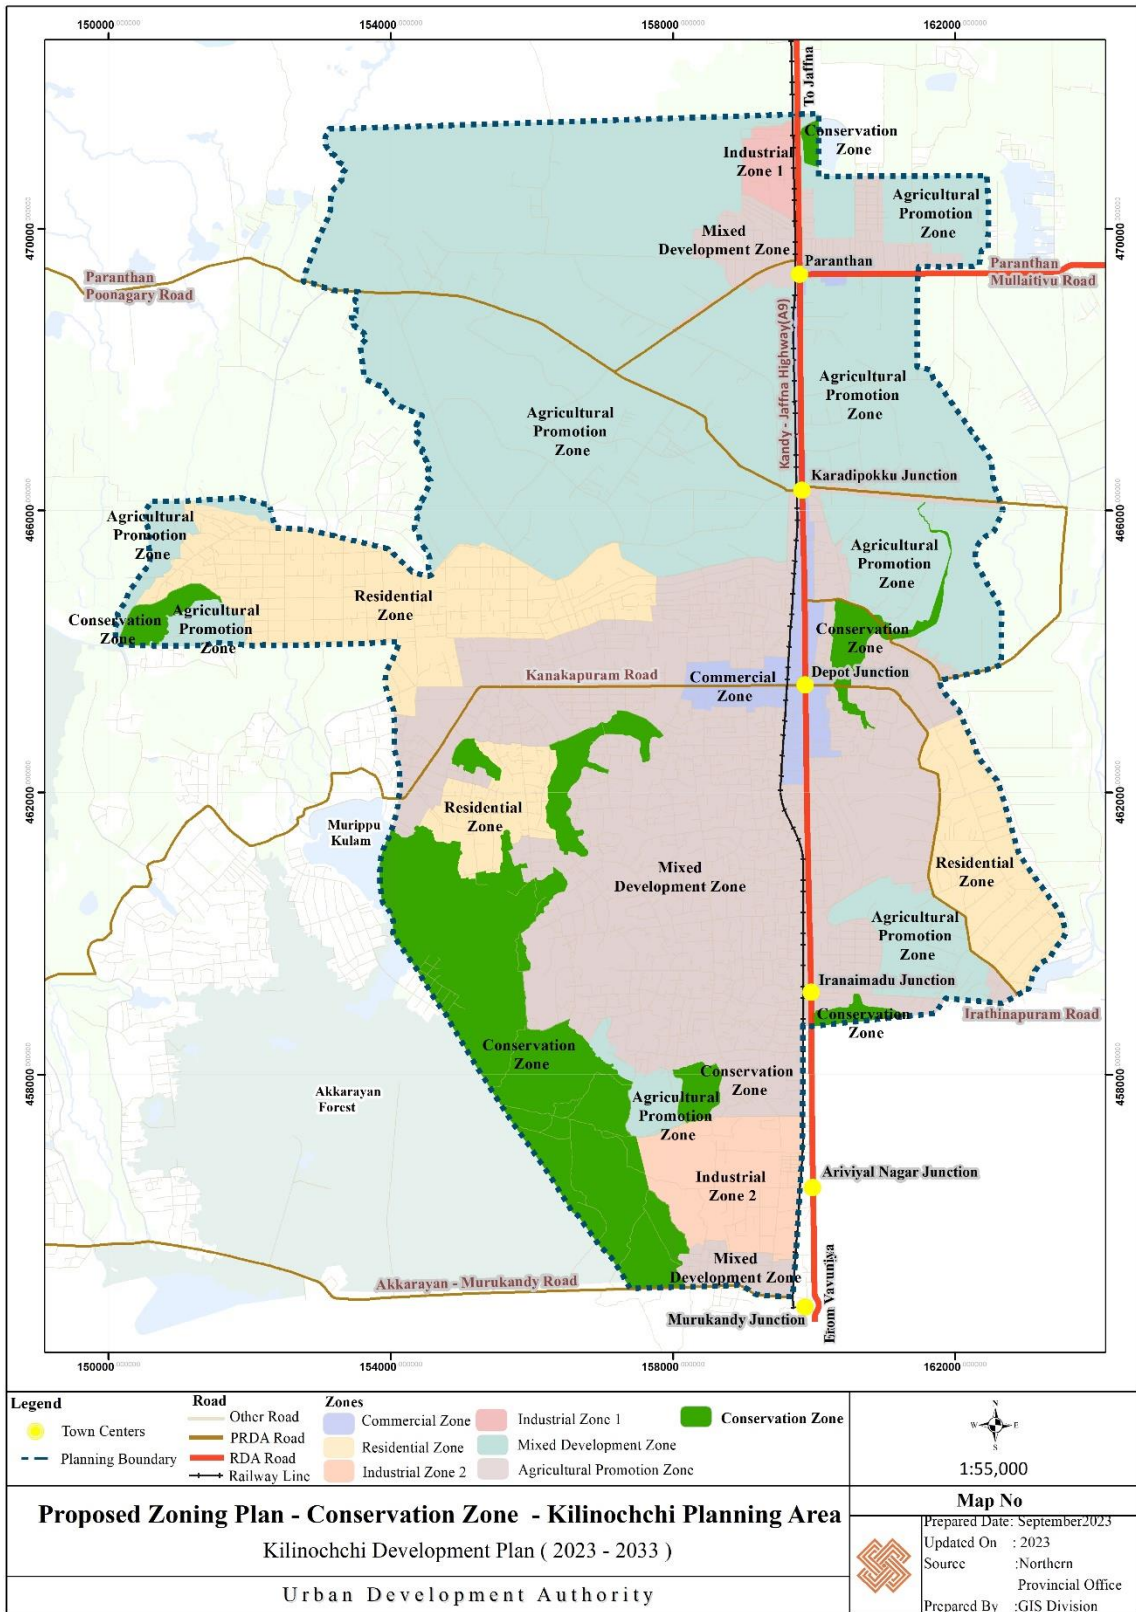 150000
154000
158000
162000
To Jaffna
Conservation
Zone
Industrial
Zone 1
Agricultural
Promotion
Zone
470000
470000
Mixed
Development Zone
Paranthan
Paranthan
Poonagary Road
Paranthan
Mullaitivu Road
Kandy - Jaffna Highway(A9)
Agricultural
Promotion
Zone
Agricultural
Promotion
Zone
Karadipokku Junction
466000
466000
Agricultural
Promotion
Zone
Agricultural
Promotion
Zone
Residential
Zone
Conservation
Zone
Agricultural
Promotion
Zone
Conservation
Zone
Kanakapuram Road
Commercial
Zone
Depot Junction
462000
462000
Murippu
Kulam
Residential
Zone
Mixed
Development Zone
Residential
Zone
Agricultural
Promotion
Zone
Iranaimadu Junction
Conservation
Zone
Irathinapuram Road
Conservation
Zone
458000
458000
Conservation
Zone
Akkarayan
Forest
Agricultural
Promotion
Zone
Industrial
Zone 2
Ariviyal Nagar Junction
Mixed
Development Zone
Akkarayan - Murukandy Road
Murukandy Junction
From Vavuniya
150000
154000
158000
162000
Legend
Town Centers
Planning Boundary
Road
Other Road
PRDA Road
RDA Road
Railway Line
Zones
Commercial Zone
Residential Zone
Industrial Zone 2
Industrial Zone 1
Mixed Development Zone
Agricultural Promotion Zone
Conservation Zone
N
W
E
S
1:55,000
Proposed Zoning Plan - Conservation Zone - Kilinochchi Planning Area
Kilinochchi Development Plan ( 2023 - 2033 )
Urban Development Authority
Map No
Prepared Date: September2023
Updated On : 2023
Source :Northern
Provincial Office
Prepared By :GIS Division